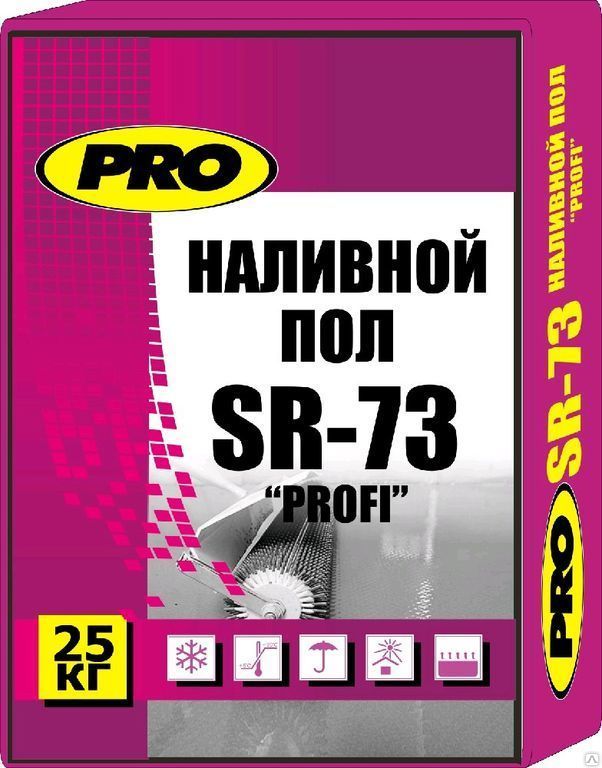 PRO
НАЛИВНОЙ
ПОЛ
SR-73
“PROFI”
25
КГ
PRO SR-73 НАЛИВНОЙ ПОЛ
“PROFI”